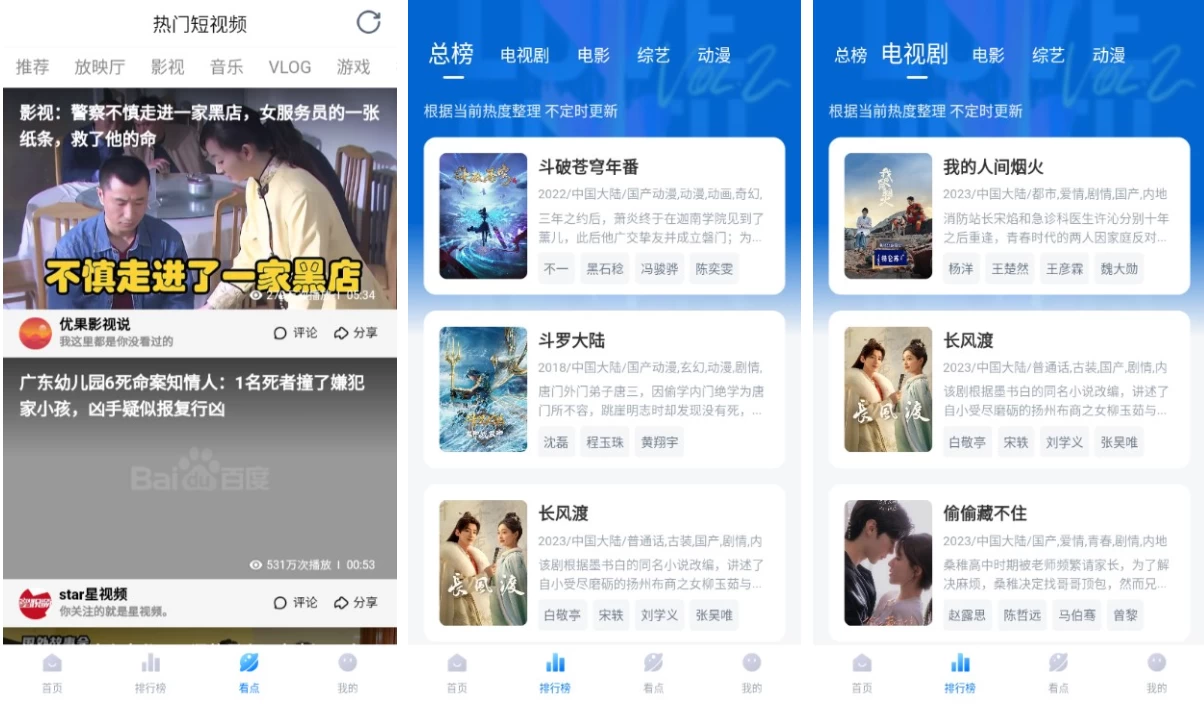 热门短视频
推荐 放映厅 影视 音乐 VLOG 游戏
影视：警察不慎走进一家黑店，女服务员的一张
纸条，救了他的命
不慎走进了一家黑店
05:34
优果影视说
我这里都是你没看过的
评论 分享
广东幼儿园6死命案知情人：1名死者撞了嫌犯
家小孩，凶手疑似报复行凶
Baidu百度
531万次播放 | 00:53
star星视频
你关注的就是星视频。
评论 分享
首页 排行榜 看点 我的
总榜 电视剧 电影 综艺 动漫
根据当前热度整理 不定时更新
斗破苍穹年番
2022/中国大陆/国产动漫,动漫,动画,奇幻,
三年之约后，萧炎终于在迦南学院见到了
薰儿，此后他广交挚友并成立磐门；为...
不一 黑石稔 冯骏骅 陈奕雯
斗罗大陆
2018/中国大陆/国产动漫,玄幻,动漫,剧情,
唐门外门弟子唐三，因偷学内门绝学为唐
门所不容，跳崖明志时却发现没有死，...
沈磊 程玉珠 黄翔宇
长风渡
2023/中国大陆/普通话,古装,国产,剧情,内
该剧根据墨书白的同名小说改编，讲述了
自小受尽磨砺的扬州布商之女柳玉茹与...
白敬亭 宋轶 刘学义 张昊唯
长风渡
首页 排行榜 看点 我的
总榜 电视剧 电影 综艺 动漫
根据当前热度整理 不定时更新
我的人间烟火
2023/中国大陆/都市,爱情,剧情,国产,内地
消防站长宋焰和急诊科医生许沁分别十年
之后重逢，青春时代的两人因家庭反对...
杨洋 王楚然 王彦霖 魏大勋
长风渡
2023/中国大陆/普通话,古装,国产,剧情,内
该剧根据墨书白的同名小说改编，讲述了
自小受尽磨砺的扬州布商之女柳玉茹与...
白敬亭 宋轶 刘学义 张昊唯
长风渡
偷偷藏不住
2023/中国大陆/国产,爱情,青春,剧情,内地
桑稚高中时期被老师频繁请家长，为了解
决麻烦，桑稚决定找哥哥顶包，然而兄...
赵露思 陈哲远 马伯骞 曾黎
首页 排行榜 看点 我的